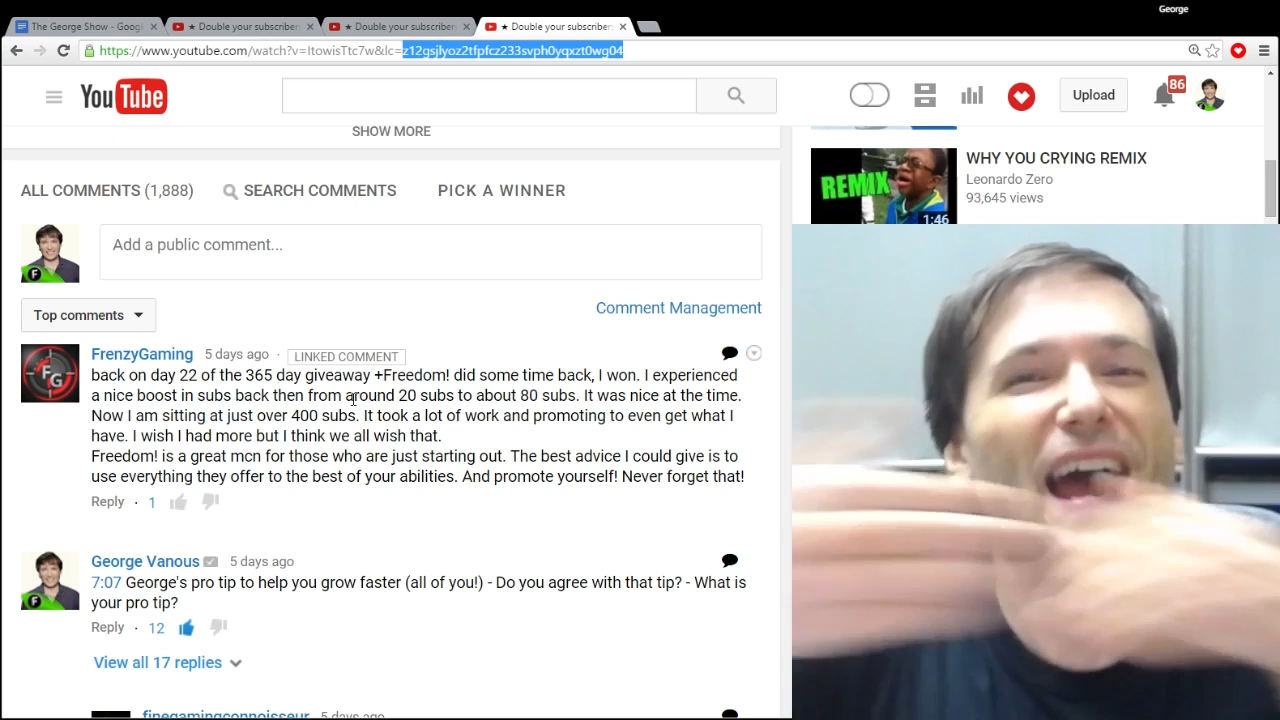 George
The George Show - Goog
★ Double your subscriber
★ Double your subscriber
★ Double your subscriber
https://www.youtube.com/watch?v=ItowisTtc7w&lc=z12gsjlyoz2tfpfcz233svph0yqxzt0wg04
YouTube
Upload
86
SHOW MORE
WHY YOU CRYING REMIX
Leonardo Zero
93,645 views
REMIX
1:46
ALL COMMENTS (1,888)
SEARCH COMMENTS
PICK A WINNER
Add a public comment...
Top comments
Comment Management
FrenzyGaming 5 days ago · LINKED COMMENT
back on day 22 of the 365 day giveaway +Freedom! did some time back, I won. I experienced
a nice boost in subs back then from around 20 subs to about 80 subs. It was nice at the time.
Now I am sitting at just over 400 subs. It took a lot of work and promoting to even get what I
have. I wish I had more but I think we all wish that.
Freedom! is a great mcn for those who are just starting out. The best advice I could give is to
use everything they offer to the best of your abilities. And promote yourself! Never forget that!
Reply · 1
FG
George Vanous 5 days ago
7:07 George's pro tip to help you grow faster (all of you!) - Do you agree with that tip? - What is
your pro tip?
Reply · 12
View all 17 replies
finegamingconnoisseur 5 days ago